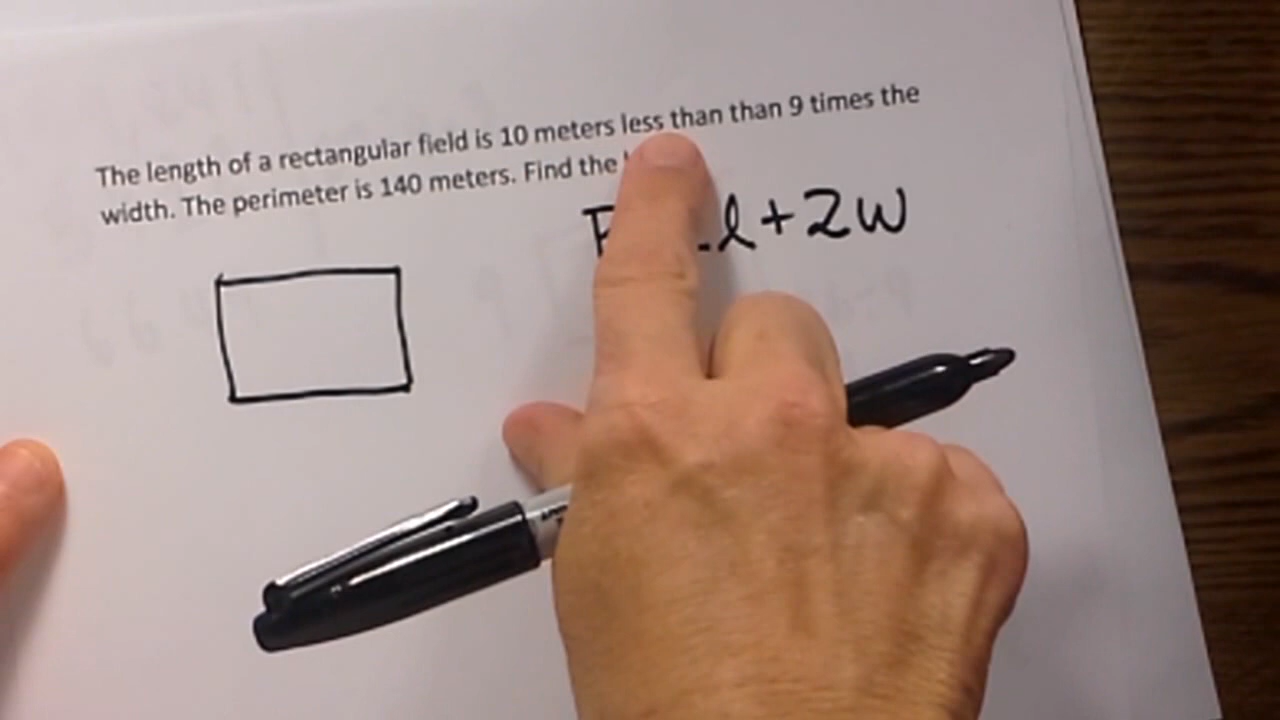 The length of a rectangular field is 10 meters less than than 9 times the
width. The perimeter is 140 meters. Find the
l + 2w